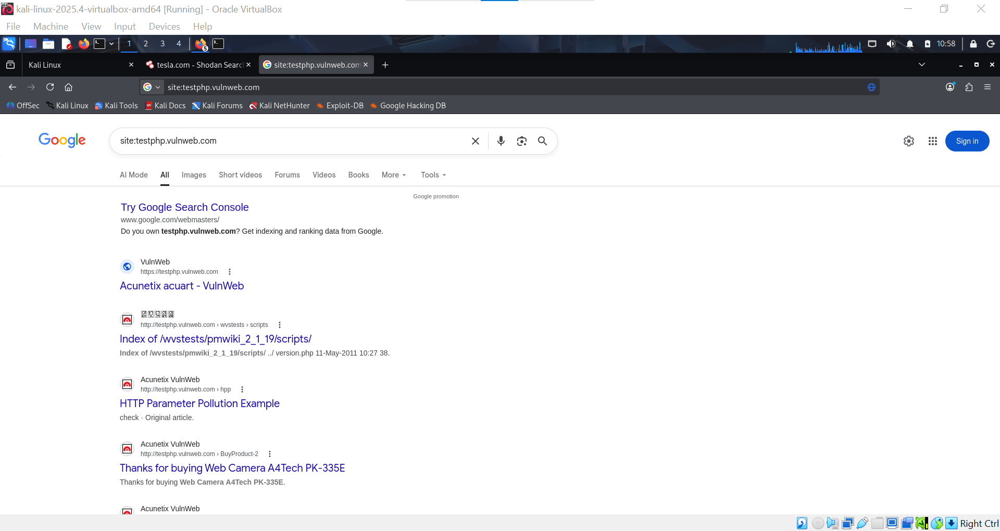 kali-linux-2025.4-virtualbox-amd64 [Running] - Oracle VirtualBox
File Machine View Input Devices Help
1 2 3 4 5 10:58
Kali Linux tesla.com - Shodan Searc site:testphp.vulnweb.com
site:testphp.vulnweb.com
OffSec Kali Linux Kali Tools Kali Docs Kali Forums Kali NetHunter Exploit-DB Google Hacking DB
Google site:testphp.vulnweb.com Sign in
AI Mode All Images Short videos Forums Videos Books More Tools
Google promotion
Try Google Search Console
www.google.com/webmasters/
Do you own testphp.vulnweb.com? Get indexing and ranking data from Google.
VulnWeb
https://testphp.vulnweb.com
Acunetix acuart - VulnWeb
http://testphp.vulnweb.com › wvstests › scripts
Index of /wvstests/pmwiki_2_1_19/scripts/
Index of /wvstests/pmwiki_2_1_19/scripts/ ../ version.php 11-May-2011 10:27 38.
Acunetix VulnWeb
http://testphp.vulnweb.com › hpp
HTTP Parameter Pollution Example
check · Original article.
Acunetix VulnWeb
http://testphp.vulnweb.com › BuyProduct-2
Thanks for buying Web Camera A4Tech PK-335E
Thanks for buying Web Camera A4Tech PK-335E.
Acunetix VulnWeb
Right Ctrl